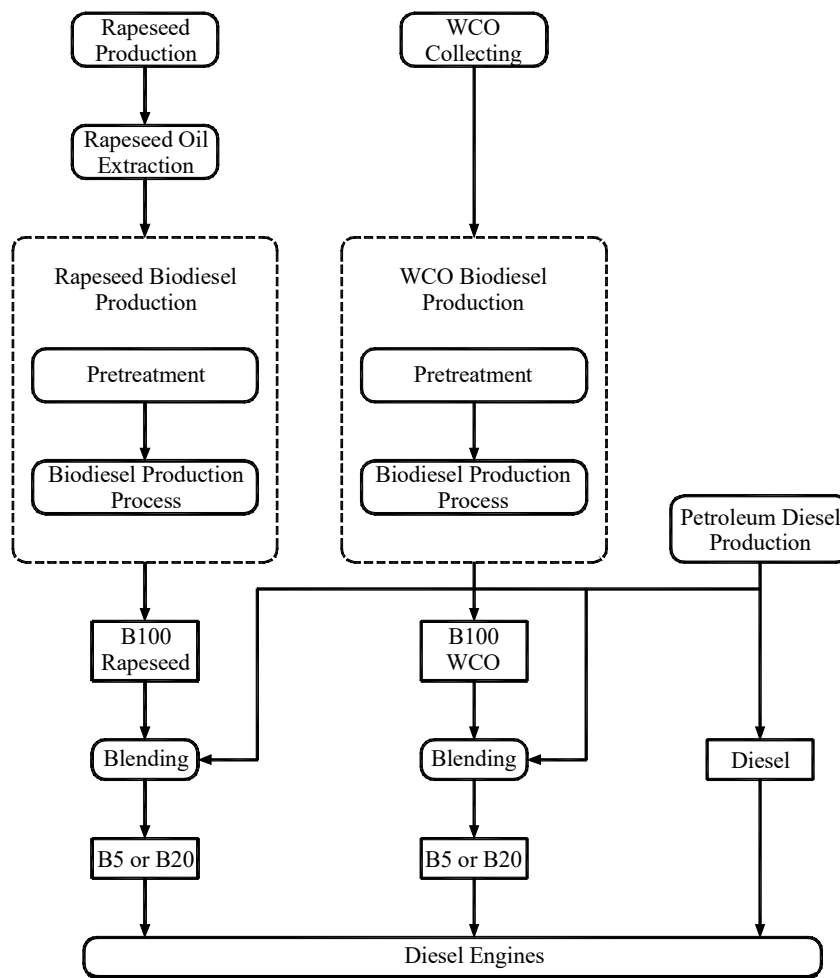 Rapeseed
Production
WCO
Collecting
Rapeseed Oil
Extraction
Rapeseed Biodiesel
Production
WCO Biodiesel
Production
Pretreatment
Pretreatment
Biodiesel Production
Process
Biodiesel Production
Process
Petroleum Diesel
Production
B100
Rapeseed
B100
WCO
Blending
Blending
Diesel
B5 or B20
B5 or B20
Diesel Engines